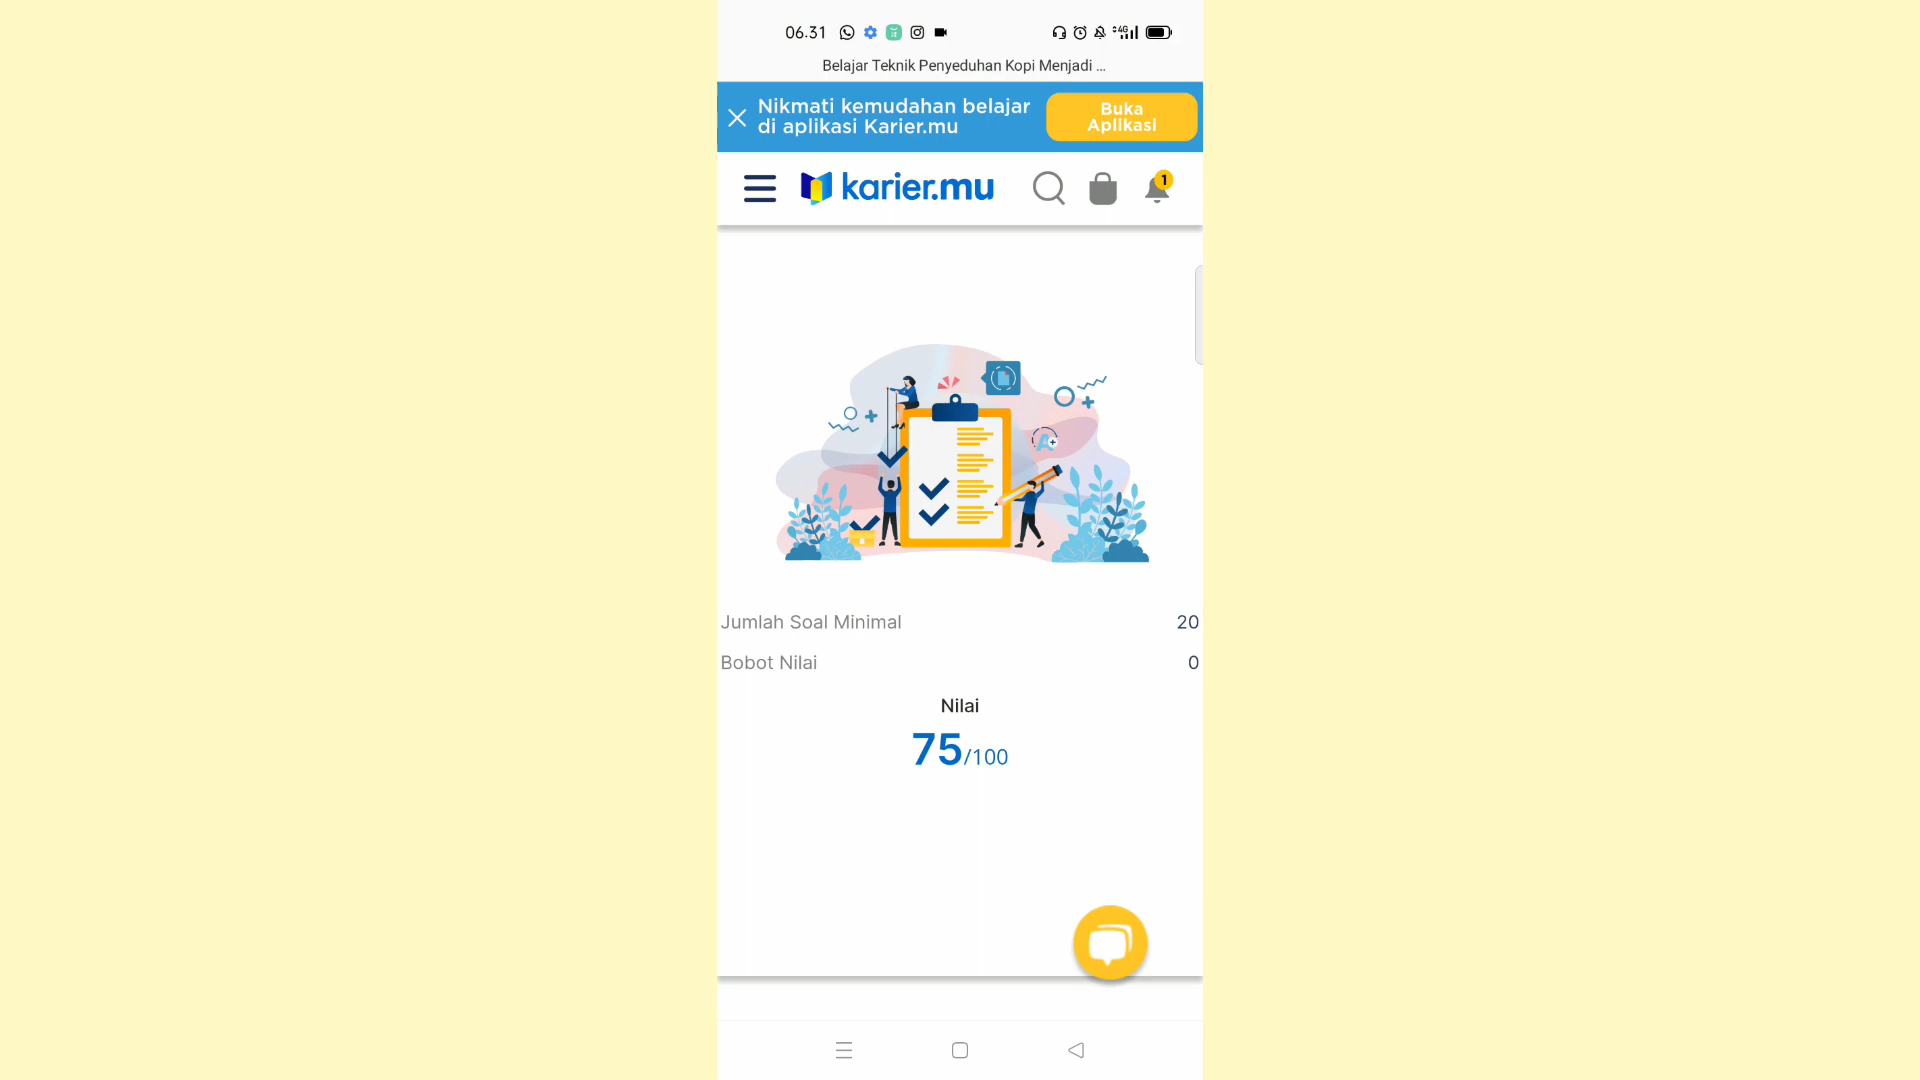 06.31
4G
Belajar Teknik Penyeduhan Kopi Menjadi ...
Nikmati kemudahan belajar
di aplikasi Karier.mu
Buka
Aplikasi
karier.mu
1
A+
Jumlah Soal Minimal 20
Bobot Nilai 0
Nilai
75/100